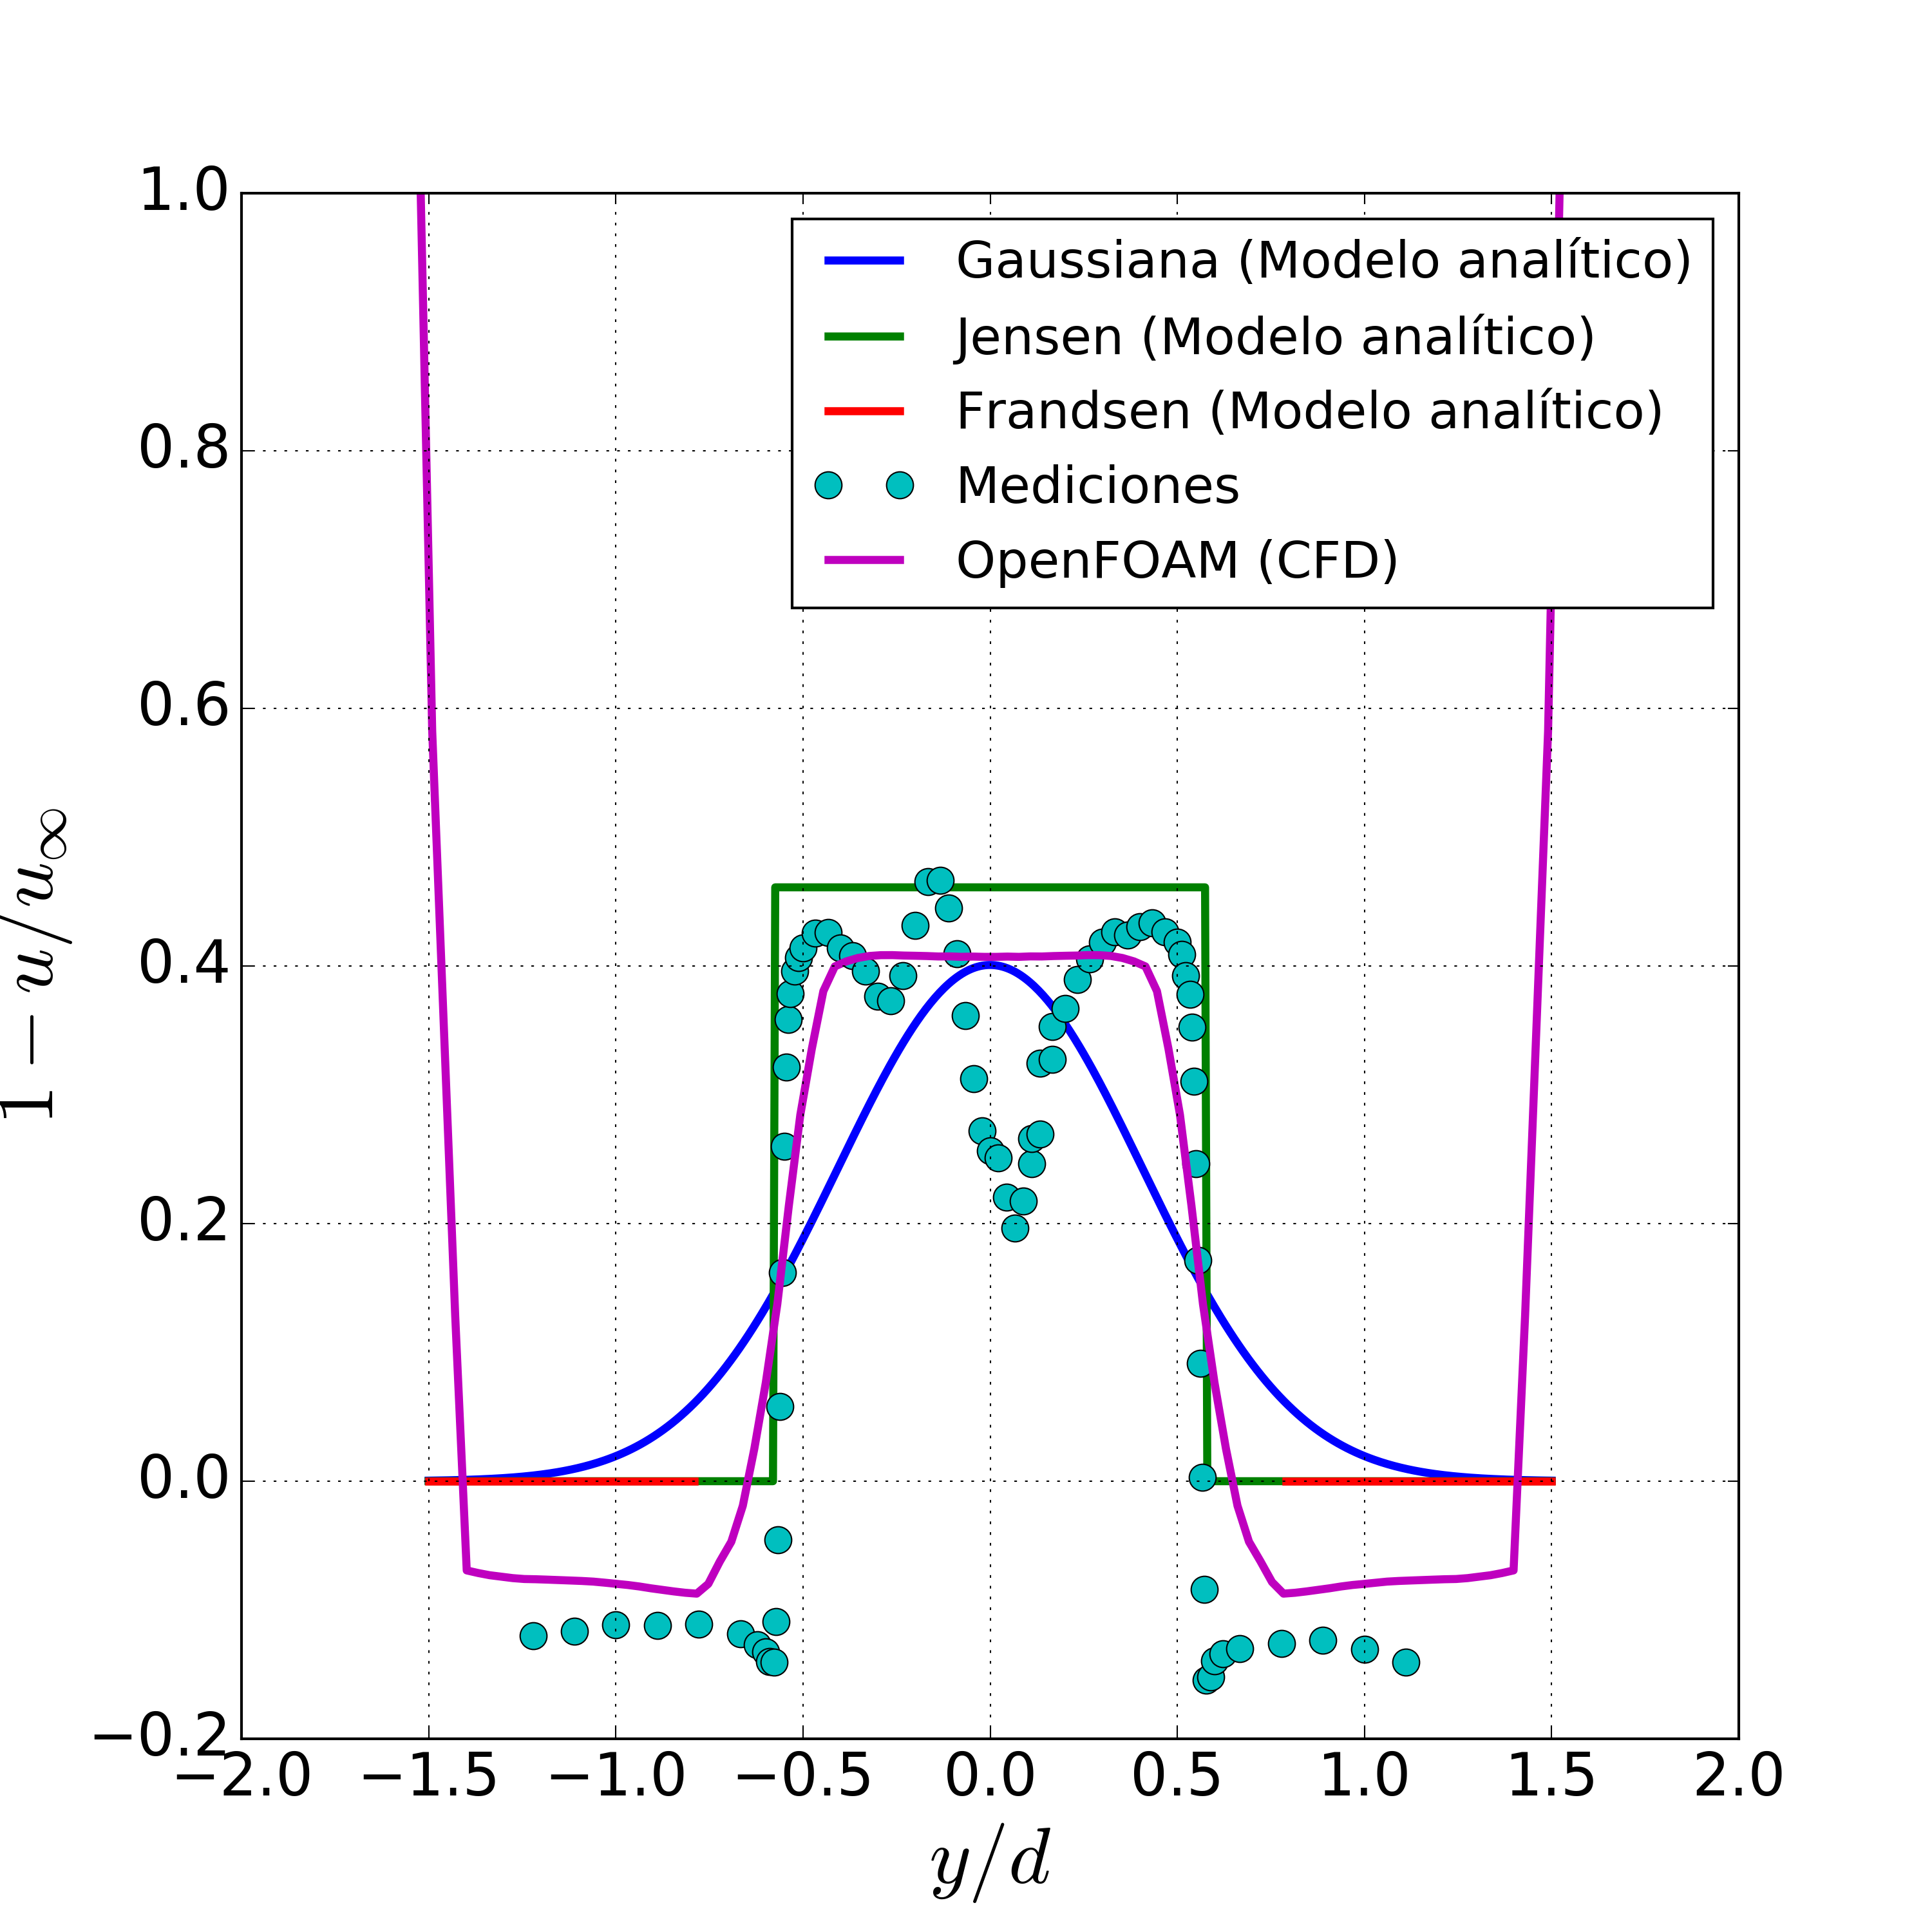 1.0
0.8
0.6
0.4
0.2
0.0
−0.2
1 − u/u∞
Gaussiana (Modelo analítico)
Jensen (Modelo analítico)
Frandsen (Modelo analítico)
Mediciones
OpenFOAM (CFD)
−2.0 −1.5 −1.0 −0.5 0.0 0.5 1.0 1.5 2.0
y/d